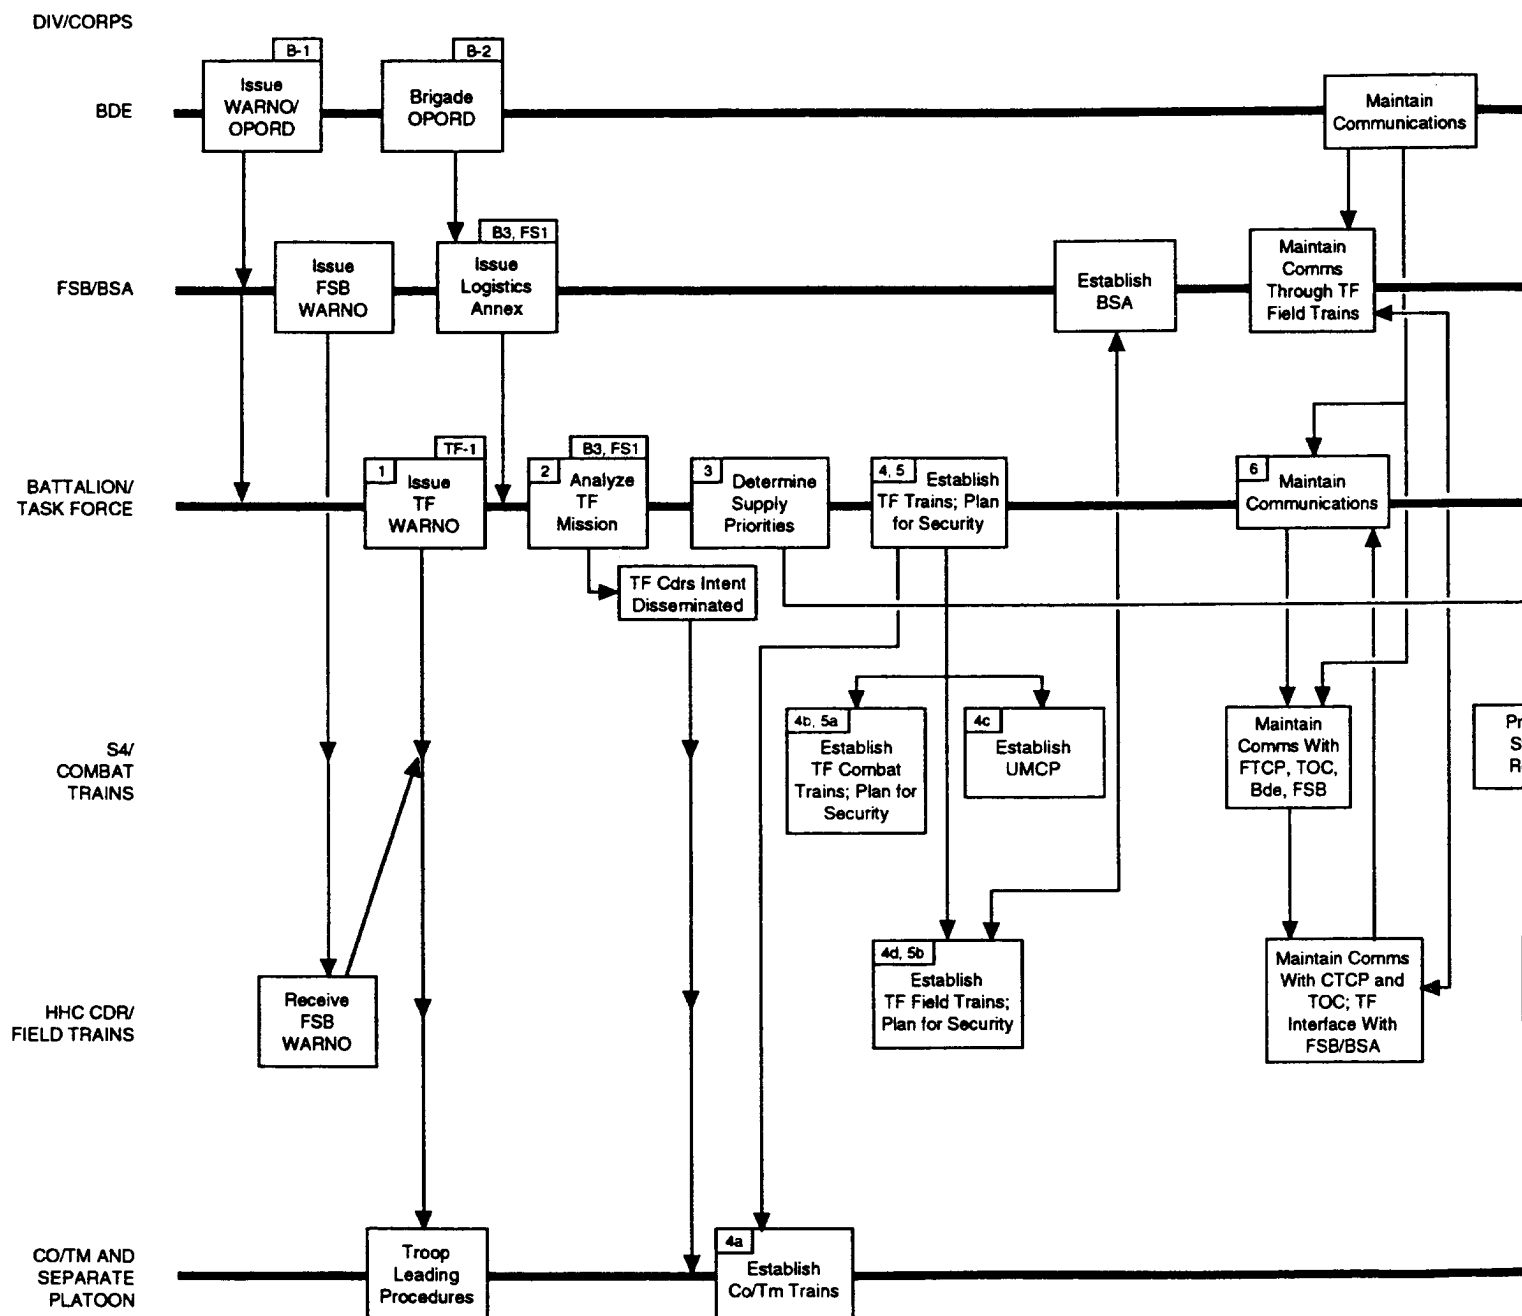 DIV/CORPS
B-1
B-2
BDE
Issue
WARNO/
OPORD
Brigade
OPORD
Maintain
Communications
B3, FS1
FSB/BSA
Issue
FSB
WARNO
Issue
Logistics
Annex
Establish
BSA
Maintain
Comms
Through TF
Field Trains
TF-1
B3, FS1
BATTALION/
TASK FORCE
1
Issue
TF
WARNO
2
Analyze
TF
Mission
3
Determine
Supply
Priorities
4, 5
Establish
TF Trains; Plan
for Security
6
Maintain
Communications
TF Cdrs Intent
Disseminated
S4/
COMBAT
TRAINS
4b, 5a
Establish
TF Combat
Trains; Plan for
Security
4c
Establish
UMCP
Maintain
Comms With
FTCP, TOC,
Bde, FSB
HHC CDR/
FIELD TRAINS
Receive
FSB
WARNO
4d, 5b
Establish
TF Field Trains;
Plan for Security
Maintain Comms
With CTCP and
TOC; TF
Interface With
FSB/BSA
CO/TM AND
SEPARATE
PLATOON
Troop
Leading
Procedures
4a
Establish
Co/Tm Trains